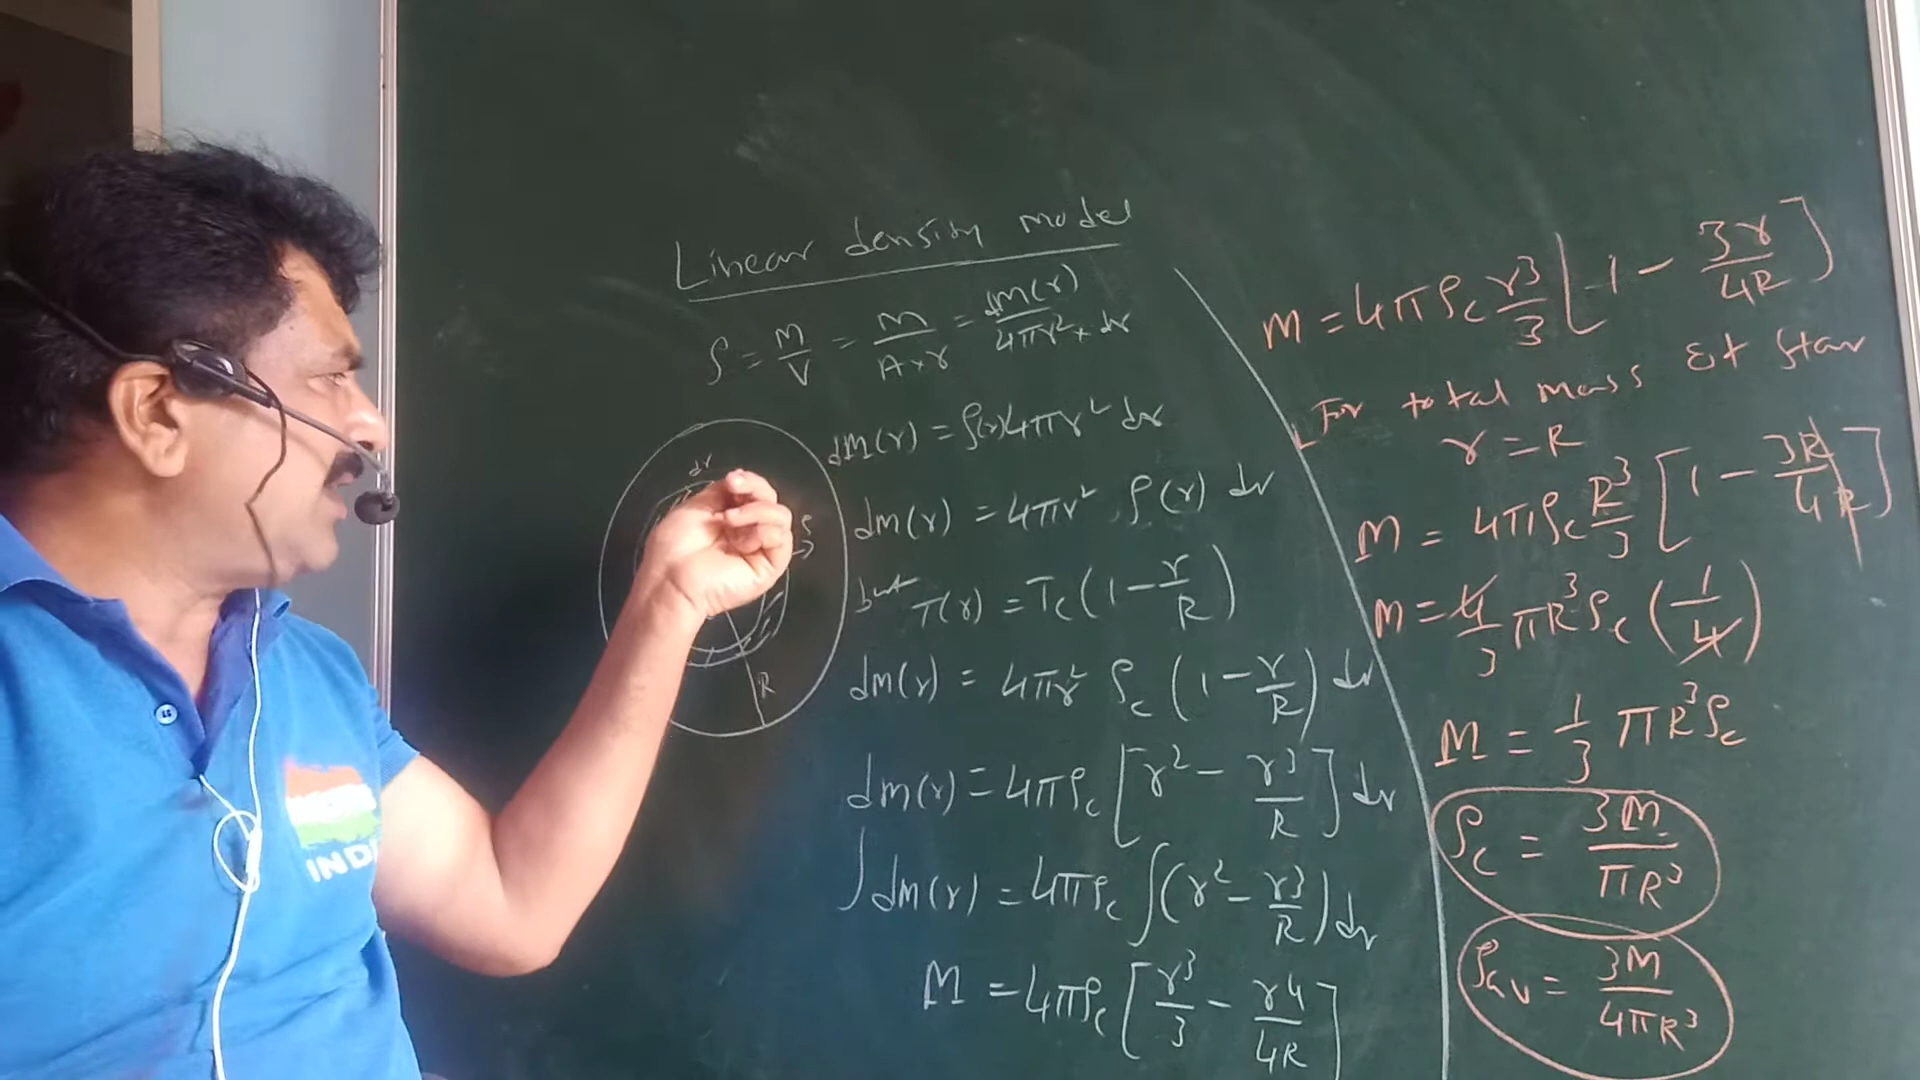 Linear density model
ρ = M/V = M/(A×r) = dM(r)/(4πr²×dr)
dM(r) = ρ(r)×4πr² dr
dm(r) = 4πr² ρ(r) dr
but T(r) = Tc(1 - r/R)
dm(r) = 4πr² ρc (1 - r/R) dr
dm(r) = 4πρc [r² - r³/R] dr
∫dm(r) = 4πρc ∫(r² - r³/R) dr
M = 4πρc [r³/3 - r4/4R]
dr
ρ
R
M = 4πρc r³/3 [1 - 3r/4R]
For total mass of star
r = R
M = 4πρc R³/3 [1 - 3R/4R]
M = 4/3 πR³ρc (1/4)
M = 1/3 πR³ρc
ρc = 3M/πR³
ρav = 3M/4πR³
INDI